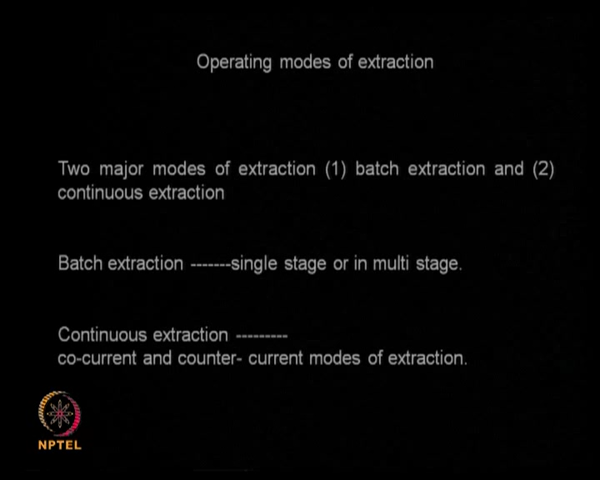 Operating modes of extraction
Two major modes of extraction (1) batch extraction and (2)
continuous extraction
Batch extraction -------single stage or in multi stage.
Continuous extraction ---------
co-current and counter- current modes of extraction.
NPTEL